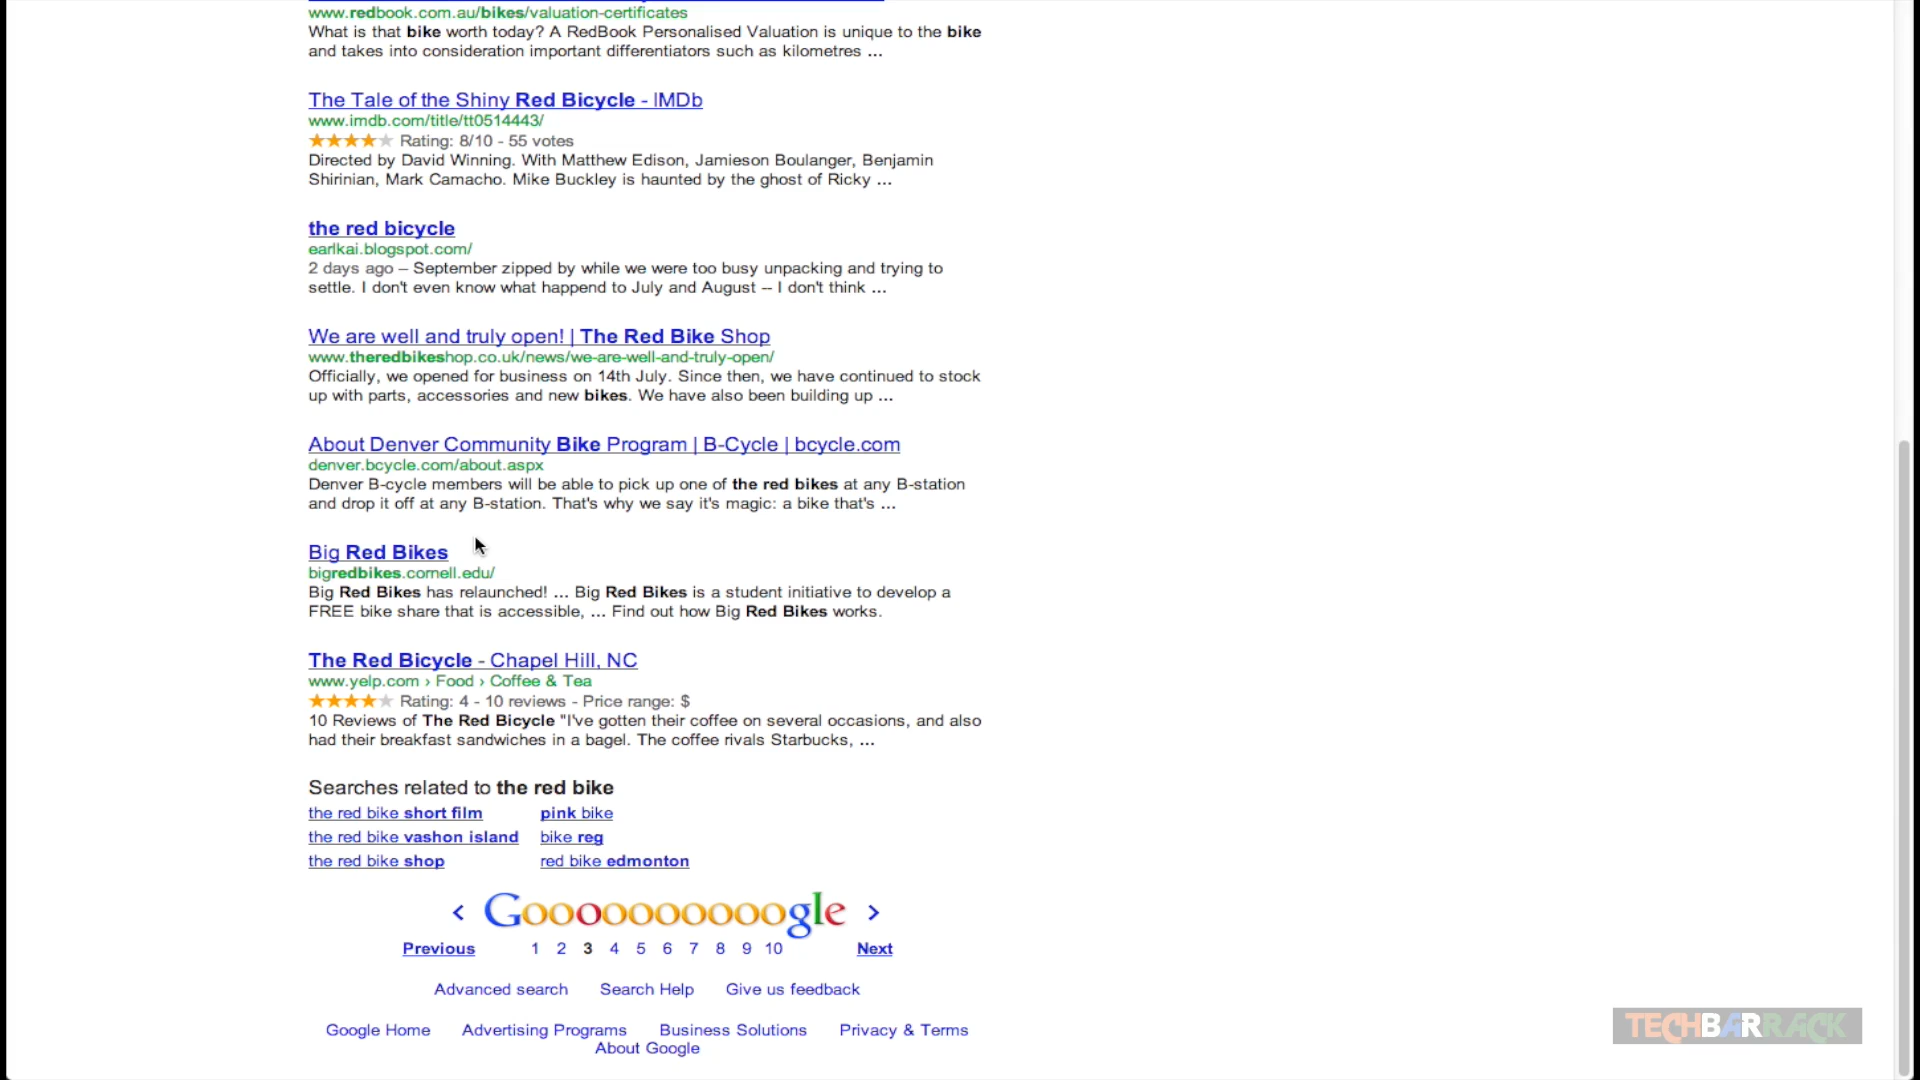 www.redbook.com.au/bikes/valuation-certificates
What is that bike worth today? A RedBook Personalised Valuation is unique to the bike
and takes into consideration important differentiators such as kilometres ...
The Tale of the Shiny Red Bicycle - IMDb
www.imdb.com/title/tt0514443/
Rating: 8/10 - 55 votes
Directed by David Winning. With Matthew Edison, Jamieson Boulanger, Benjamin
Shirinian, Mark Camacho. Mike Buckley is haunted by the ghost of Ricky ...
the red bicycle
earlkai.blogspot.com/
2 days ago – September zipped by while we were too busy unpacking and trying to
settle. I don't even know what happend to July and August -- I don't think ...
We are well and truly open! | The Red Bike Shop
www.theredbikeshop.co.uk/news/we-are-well-and-truly-open/
Officially, we opened for business on 14th July. Since then, we have continued to stock
up with parts, accessories and new bikes. We have also been building up ...
About Denver Community Bike Program | B-Cycle | bcycle.com
denver.bcycle.com/about.aspx
Denver B-cycle members will be able to pick up one of the red bikes at any B-station
and drop it off at any B-station. That's why we say it's magic: a bike that's ...
Big Red Bikes
bigredbikes.cornell.edu/
Big Red Bikes has relaunched! ... Big Red Bikes is a student initiative to develop a
FREE bike share that is accessible, ... Find out how Big Red Bikes works.
The Red Bicycle - Chapel Hill, NC
www.yelp.com › Food › Coffee & Tea
Rating: 4 - 10 reviews - Price range: $
10 Reviews of The Red Bicycle "I've gotten their coffee on several occasions, and also
had their breakfast sandwiches in a bagel. The coffee rivals Starbucks, ...
Searches related to the red bike
the red bike short film pink bike
the red bike vashon island bike reg
the red bike shop red bike edmonton
< Goooooooooogle >
Previous 1 2 3 4 5 6 7 8 9 10 Next
Advanced search Search Help Give us feedback
Google Home Advertising Programs Business Solutions Privacy & Terms
About Google
TECHBARRACK